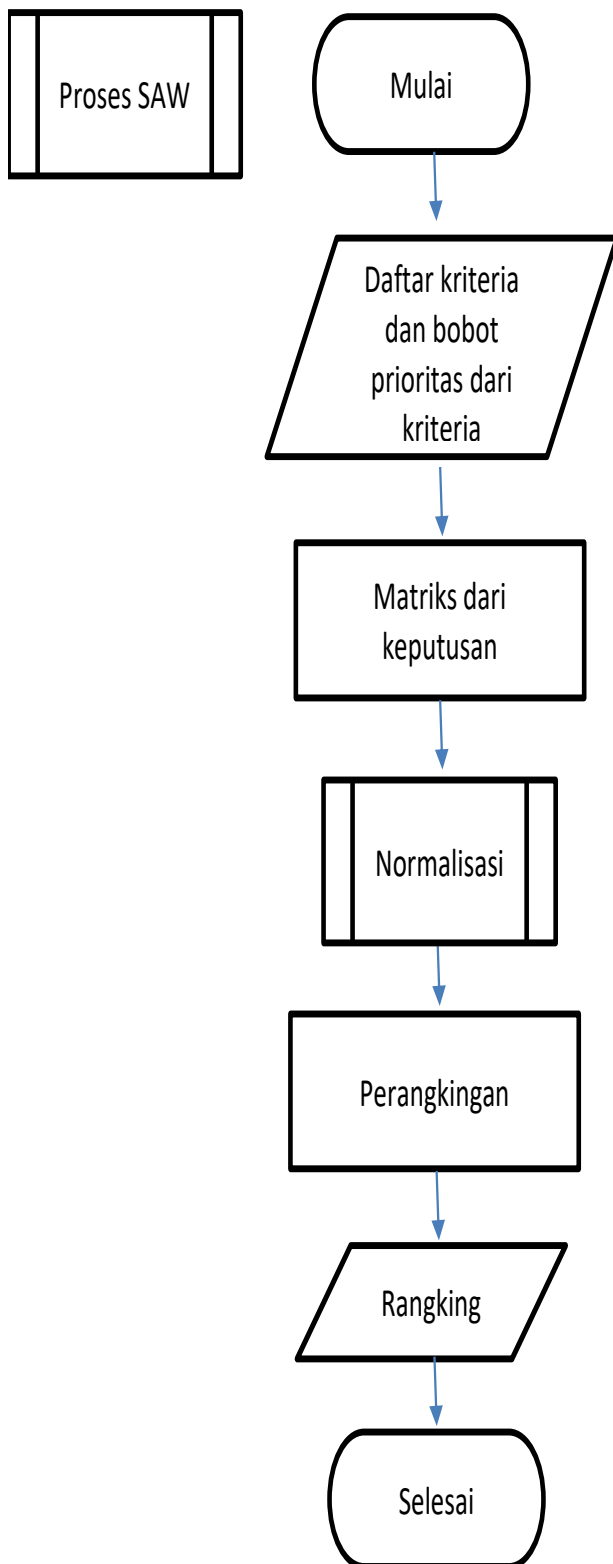 Proses SAW
Mulai
Daftar kriteria
dan bobot
prioritas dari
kriteria
Matriks dari
keputusan
Normalisasi
Perangkingan
Rangking
Selesai